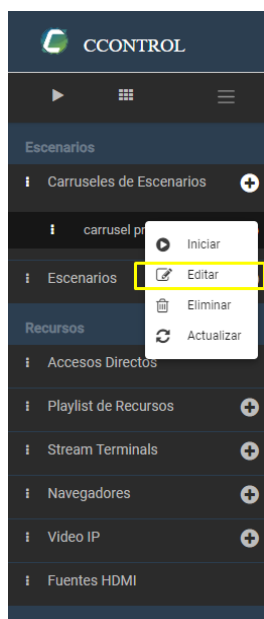 CCONTROL
Escenarios
Carruseles de Escenarios
carrusel pr
Iniciar
Editar
Eliminar
Actualizar
Escenarios
Recursos
Accesos Directos
Playlist de Recursos
Stream Terminals
Navegadores
Video IP
Fuentes HDMI